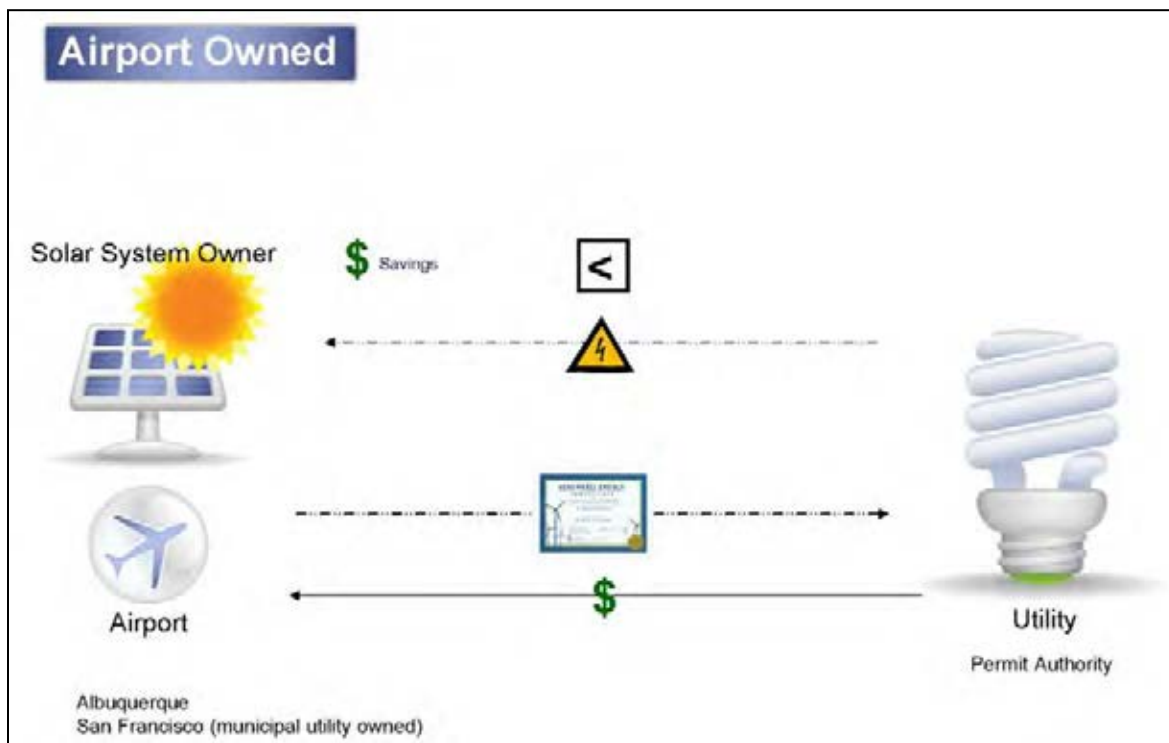 Airport Owned
Solar System Owner
$ Savings
<
$
Airport
Utility
Permit Authority
Albuquerque
San Francisco (municipal utility owned)